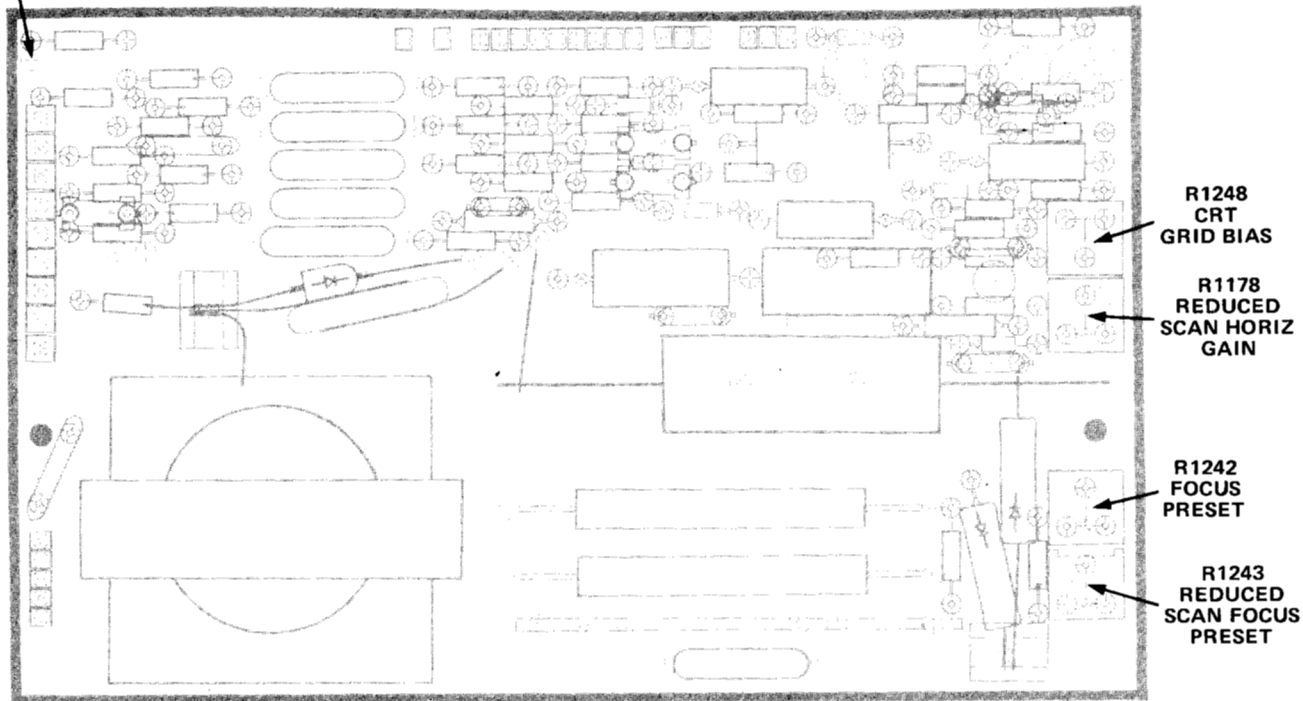 R1248
CRT
GRID BIAS
R1178
REDUCED
SCAN HORIZ
GAIN
R1242
FOCUS
PRESET
R1243
REDUCED
SCAN FOCUS
PRESET